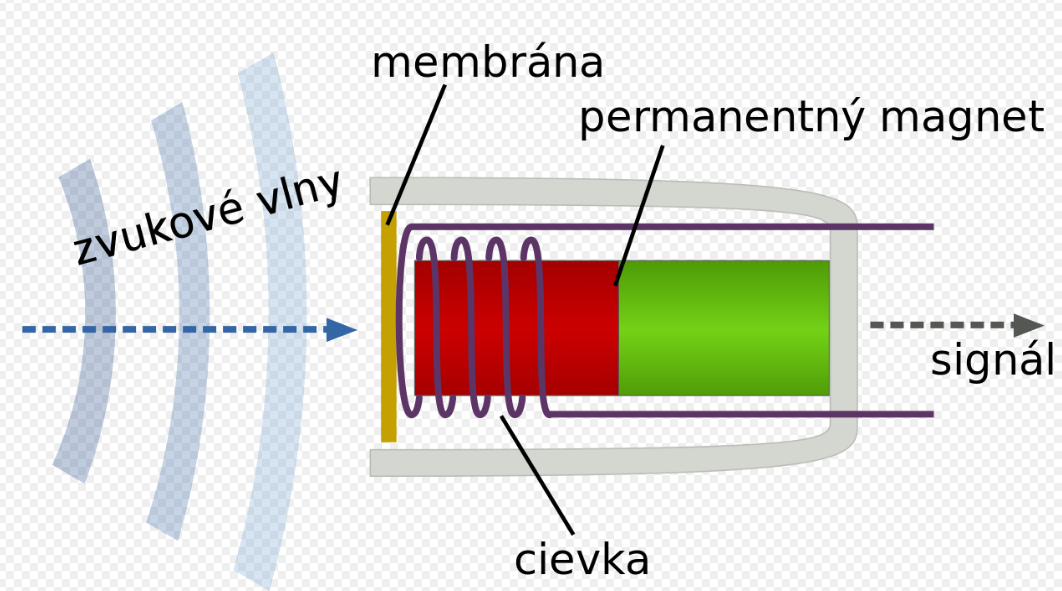 membrána
permanentný magnet
zvukové vlny
signál
cievka